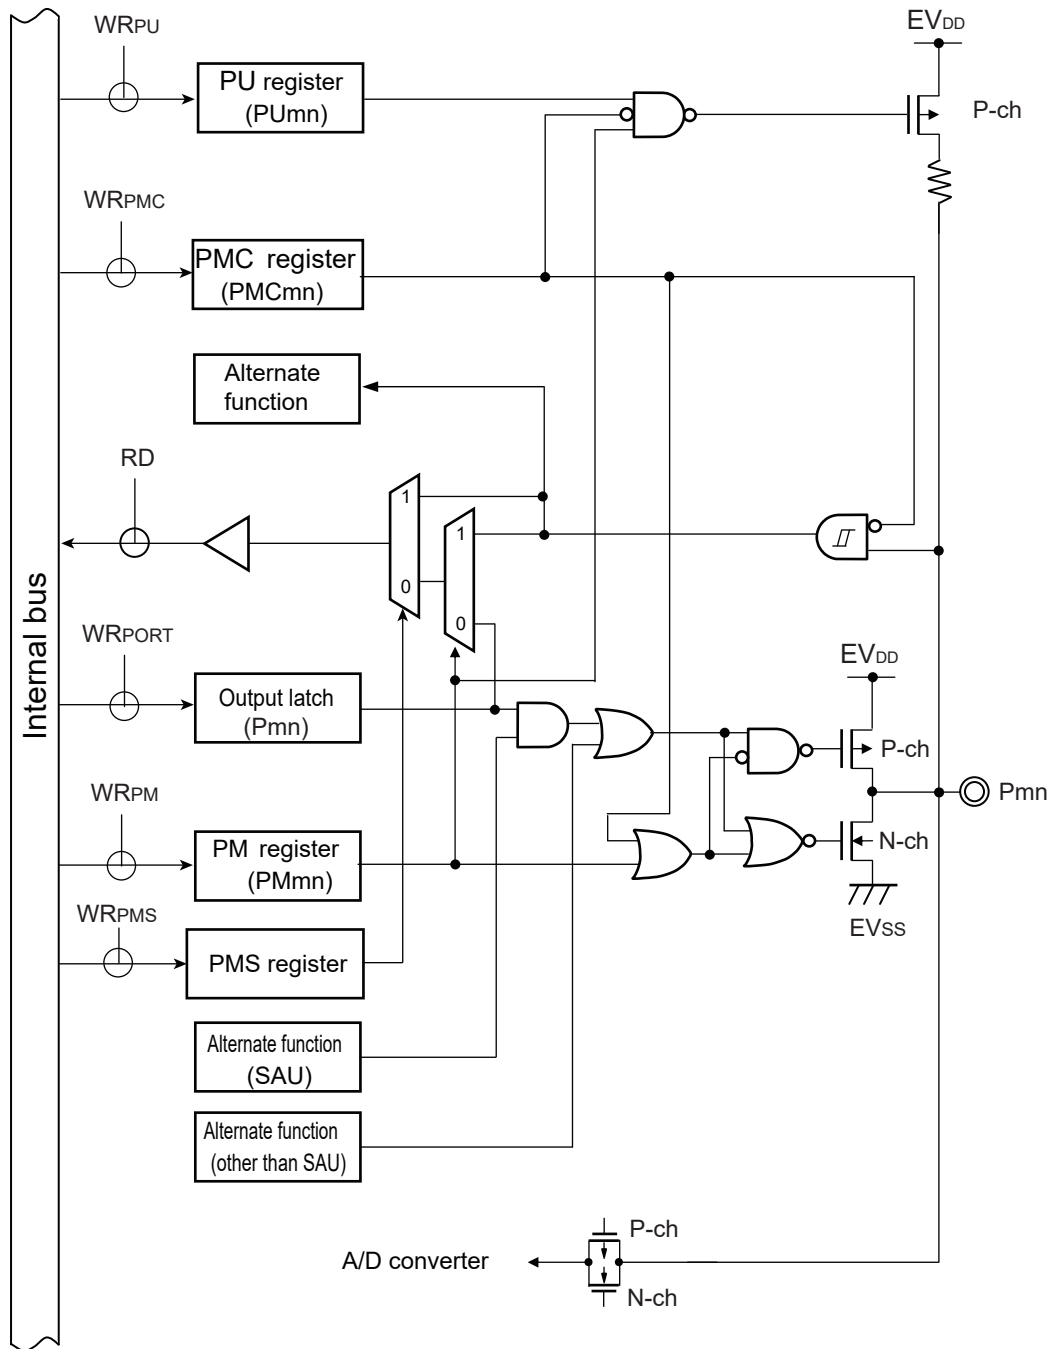 WRPU
EVDD
PU register
(PUmn)
P-ch
WRPMC
PMC register
(PMCmn)
Alternate
function
RD
1
1
0
0
Internal bus
WRPORT
EVDD
Output latch
(Pmn)
P-ch
WRPM
Pmn
PM register
(PMmn)
N-ch
WRPMS
EVSS
PMS register
Alternate function
(SAU)
Alternate function
(other than SAU)
P-ch
A/D converter
N-ch